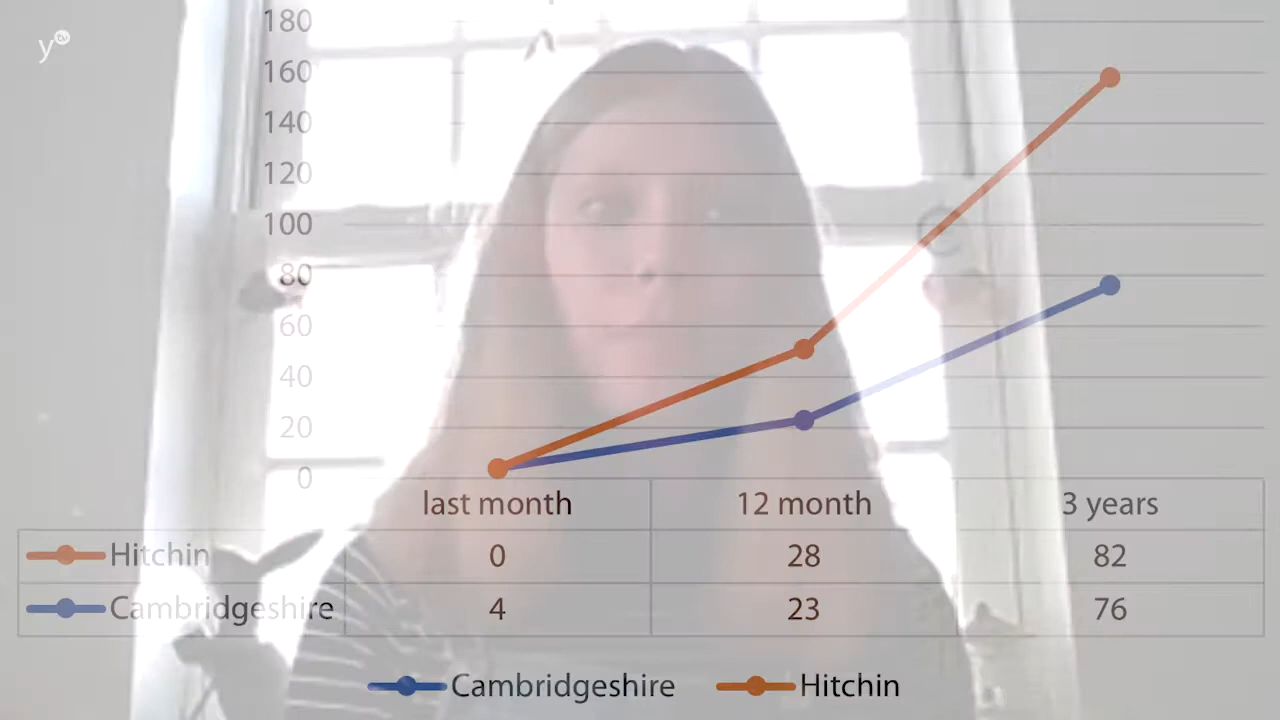 y tv
180
160
140
120
100
80
60
40
20
0
last month 12 month 3 years
Hitchin 0 28 82
Cambridgeshire 4 23 76
Cambridgeshire Hitchin